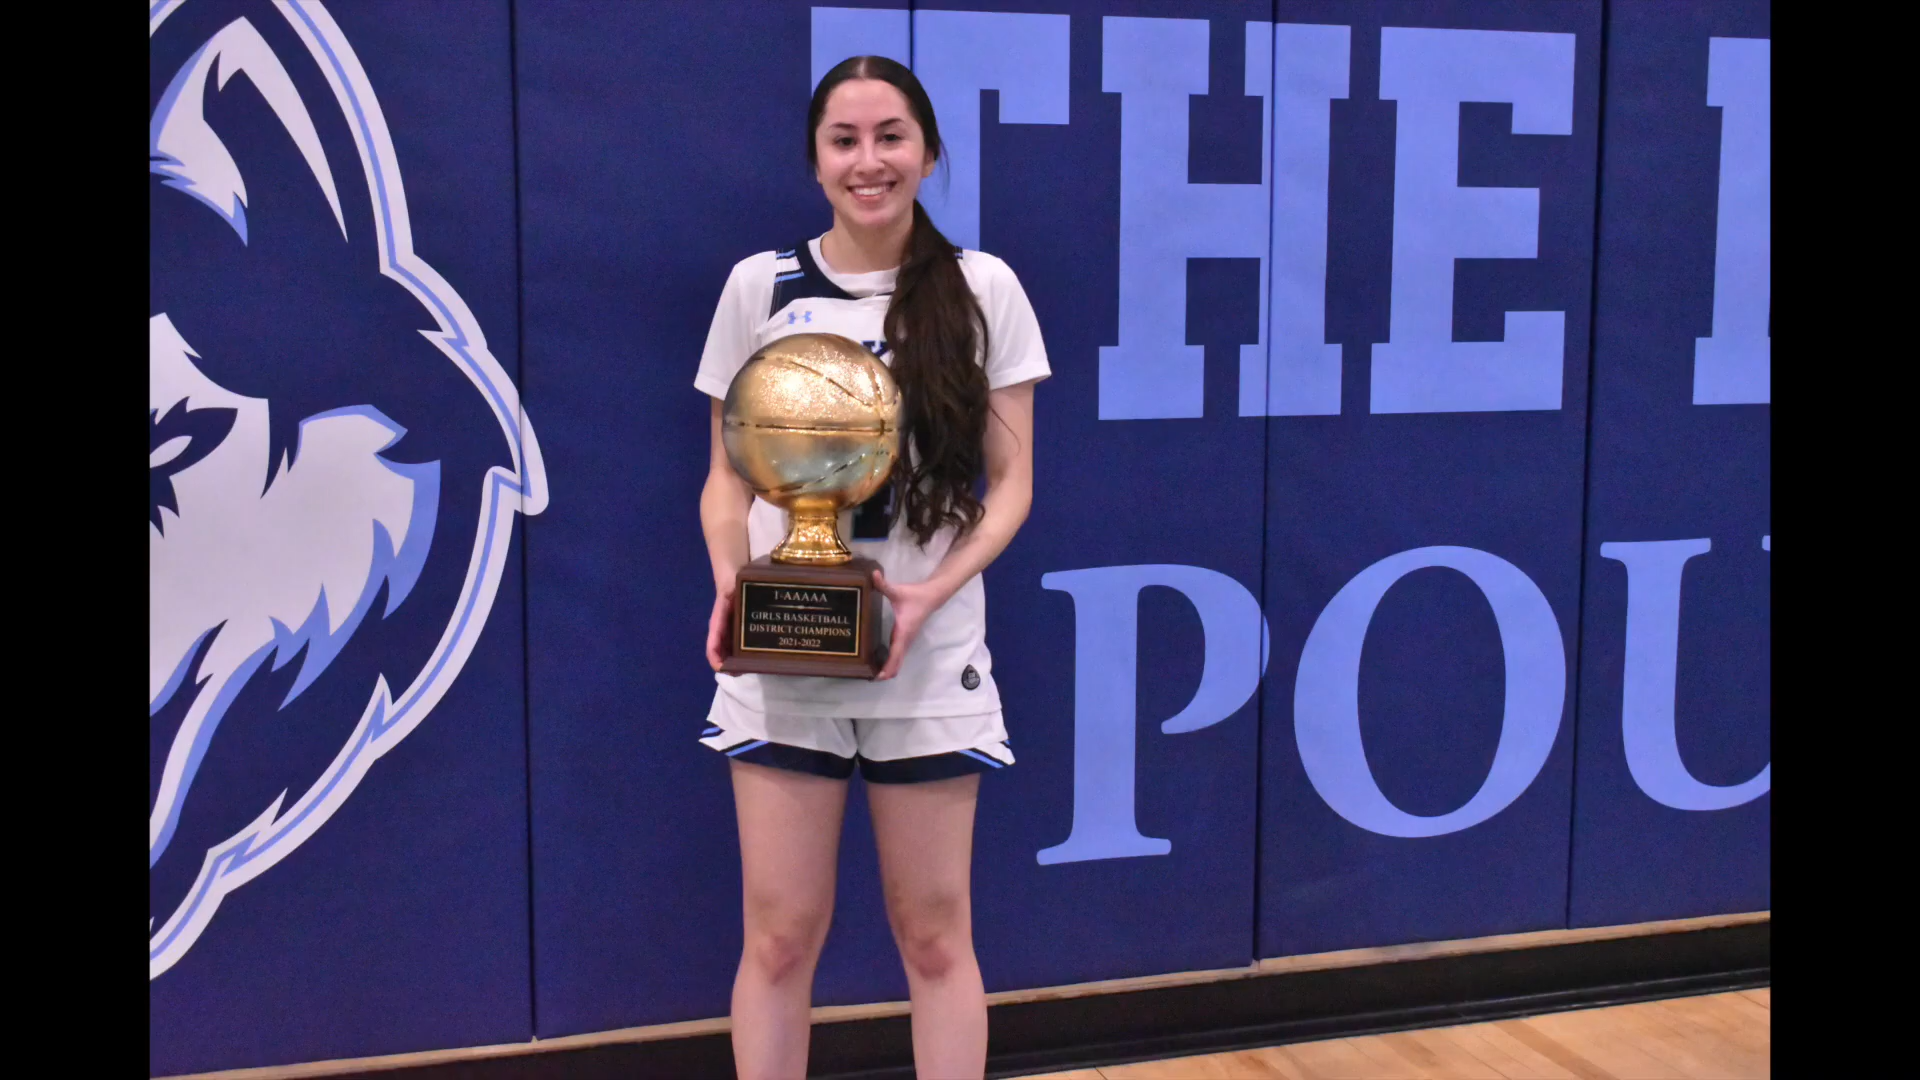 THE
POU
1-AAAAA
GIRLS BASKETBALL
DISTRICT CHAMPIONS
2021-2022